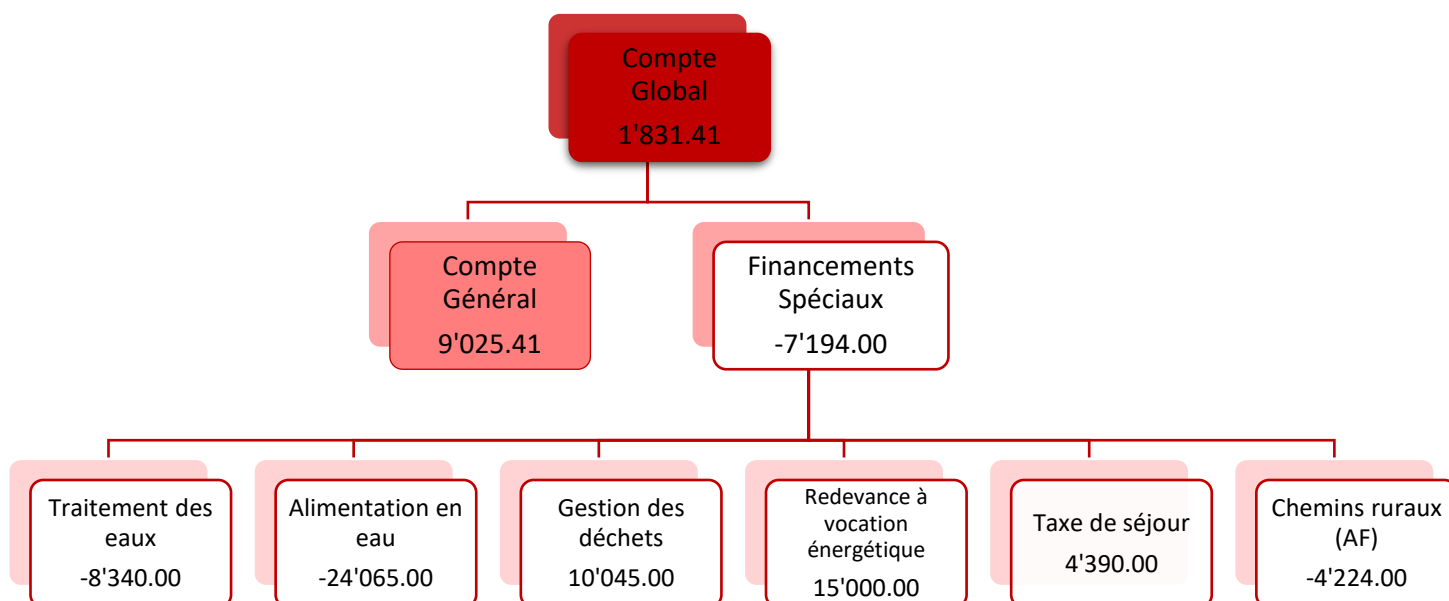 Compte
Global
1'831.41
Compte
Général
9'025.41
Financements
Spéciaux
-7'194.00
Traitement des
eaux
-8'340.00
Alimentation en
eau
-24'065.00
Gestion des
déchets
10'045.00
Redevance à
vocation
énergétique
15'000.00
Taxe de séjour
4'390.00
Chemins ruraux
(AF)
-4'224.00